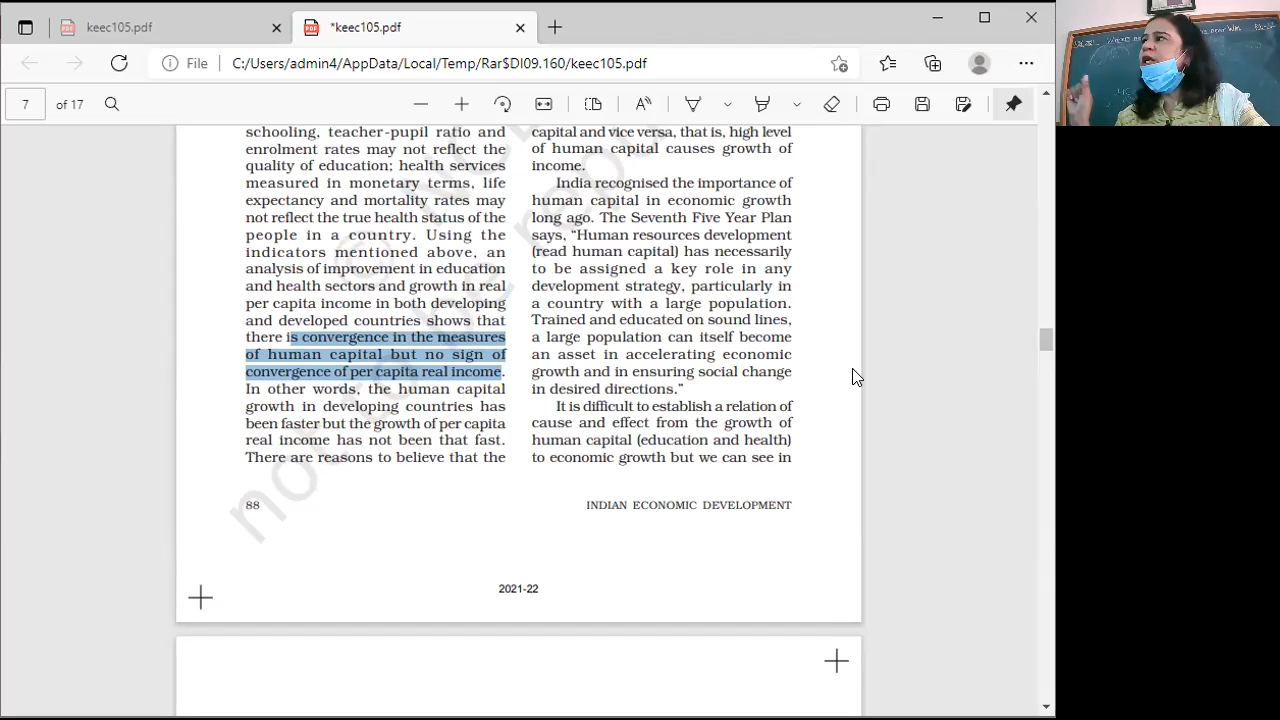 keec105.pdf
*keec105.pdf
File
C:/Users/admin4/AppData/Local/Temp/Rar$DI09.160/keec105.pdf
7
of 17
schooling, teacher-pupil ratio and
enrolment rates may not reflect the
quality of education; health services
measured in monetary terms, life
expectancy and mortality rates may
not reflect the true health status of the
people in a country. Using the
indicators mentioned above, an
analysis of improvement in education
and health sectors and growth in real
per capita income in both developing
and developed countries shows that
there is convergence in the measures
of human capital but no sign of
convergence of per capita real income.
In other words, the human capital
growth in developing countries has
been faster but the growth of per capita
real income has not been that fast.
There are reasons to believe that the
capital and vice versa, that is, high level
of human capital causes growth of
income.
India recognised the importance of
human capital in economic growth
long ago. The Seventh Five Year Plan
says, “Human resources development
(read human capital) has necessarily
to be assigned a key role in any
development strategy, particularly in
a country with a large population.
Trained and educated on sound lines,
a large population can itself become
an asset in accelerating economic
growth and in ensuring social change
in desired directions.”
It is difficult to establish a relation of
cause and effect from the growth of
human capital (education and health)
to economic growth but we can see in
88
INDIAN ECONOMIC DEVELOPMENT
2021-22